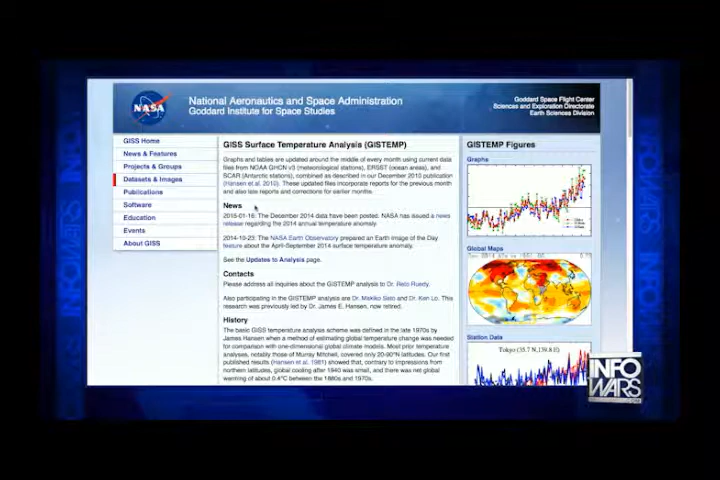 NASA
National Aeronautics and Space Administration
Goddard Institute for Space Studies
Goddard Space Flight Center
Sciences and Exploration Directorate
Earth Sciences Division
GISS Home
News & Features
Projects & Groups
Datasets & Images
Publications
Software
Education
Events
About GISS
GISS Surface Temperature Analysis (GISTEMP)
Graphs and tables are updated around the middle of every month using current data
files from NOAA GHCN v3 (meteorological stations), ERSST (ocean areas), and
SCAR (Antarctic stations), combined as described in our December 2010 publication
(Hansen et al. 2010). These updated files incorporate reports for the previous month
and also late reports and corrections for earlier months.
News
2015-01-16: The December 2014 data have been posted. NASA has issued a news
release regarding the 2014 annual temperature anomaly.
2014-10-23: The NASA Earth Observatory prepared an Earth Image of the Day
feature about the April-September 2014 surface temperature anomaly.
See the Updates to Analysis page.
Contacts
Please address all inquiries about the GISTEMP analysis to Dr. Reto Ruedy.
Also participating in the GISTEMP analysis are Dr. Makiko Sato and Dr. Ken Lo. This
research was previously led by Dr. James E. Hansen, now retired.
History
The basic GISS temperature analysis scheme was defined in the late 1970s by
James Hansen when a method of estimating global temperature change was needed
for comparison with one-dimensional global climate models. Most prior temperature
analyses, notably those of Murray Mitchell, covered only 20-90°N latitudes. Our first
published results (Hansen et al. 1981) showed that, contrary to impressions from
northern latitudes, global cooling after 1940 was small, and there was net global
warming of about 0.4°C between the 1880s and 1970s.
GISTEMP Figures
Graphs
Global Maps
Station Data
Tokyo (35.7 N,139.8 E)
INFO
WARS
.COM